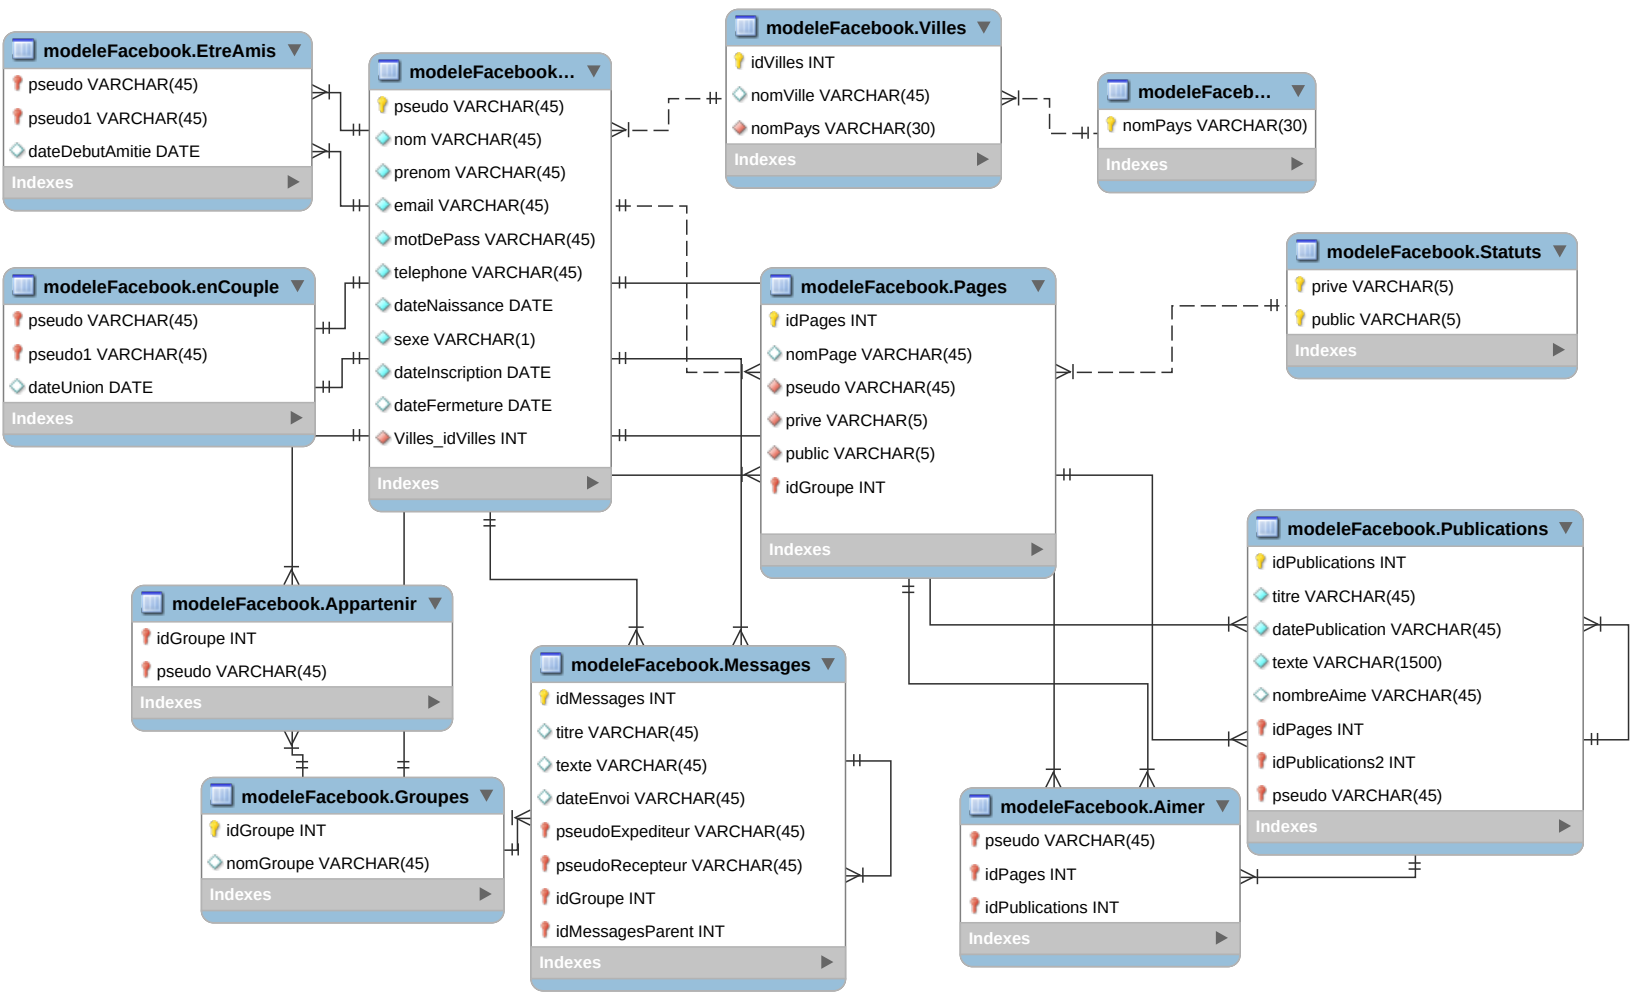 modeleFacebook.EtreAmis
pseudo VARCHAR(45)
pseudo1 VARCHAR(45)
dateDebutAmitie DATE
Indexes
modeleFacebook...
pseudo VARCHAR(45)
nom VARCHAR(45)
prenom VARCHAR(45)
email VARCHAR(45)
motDePass VARCHAR(45)
telephone VARCHAR(45)
dateNaissance DATE
sexe VARCHAR(1)
dateInscription DATE
dateFermeture DATE
Villes_idVilles INT
Indexes
modeleFacebook.Villes
idVilles INT
nomVille VARCHAR(45)
nomPays VARCHAR(30)
Indexes
modeleFaceb...
nomPays VARCHAR(30)
Indexes
modeleFacebook.Statuts
prive VARCHAR(5)
public VARCHAR(5)
Indexes
modeleFacebook.enCouple
pseudo VARCHAR(45)
pseudo1 VARCHAR(45)
dateUnion DATE
Indexes
modeleFacebook.Pages
idPages INT
nomPage VARCHAR(45)
pseudo VARCHAR(45)
prive VARCHAR(5)
public VARCHAR(5)
idGroupe INT
Indexes
modeleFacebook.Publications
idPublications INT
titre VARCHAR(45)
datePublication VARCHAR(45)
texte VARCHAR(1500)
nombreAime VARCHAR(45)
idPages INT
idPublications2 INT
pseudo VARCHAR(45)
Indexes
modeleFacebook.Appartenir
idGroupe INT
pseudo VARCHAR(45)
Indexes
modeleFacebook.Messages
idMessages INT
titre VARCHAR(45)
texte VARCHAR(45)
dateEnvoi VARCHAR(45)
pseudoExpediteur VARCHAR(45)
pseudoRecepteur VARCHAR(45)
idGroupe INT
idMessagesParent INT
Indexes
modeleFacebook.Groupes
idGroupe INT
nomGroupe VARCHAR(45)
Indexes
modeleFacebook.Aimer
pseudo VARCHAR(45)
idPages INT
idPublications INT
Indexes